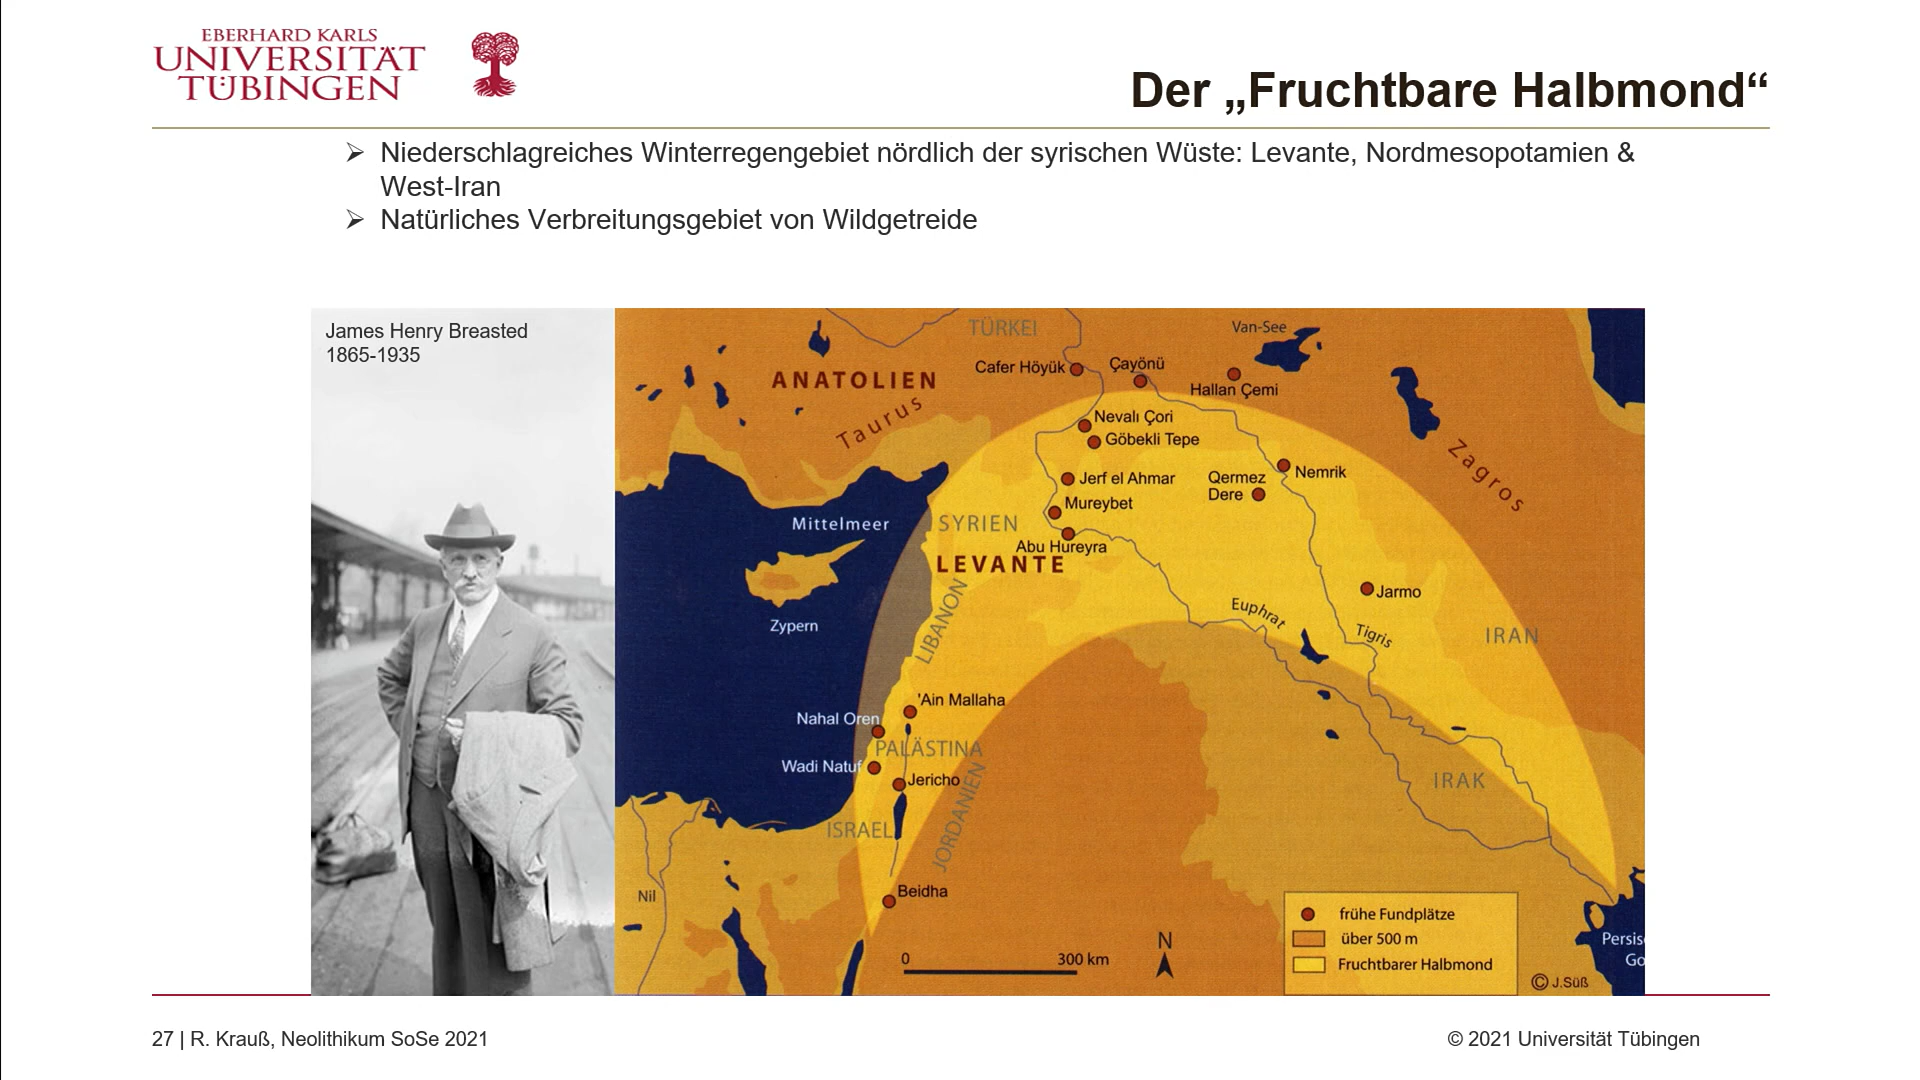 EBERHARD KARLS
UNIVERSITÄT
TÜBINGEN
Der „Fruchtbare Halbmond“
Niederschlagreiches Winterregengebiet nördlich der syrischen Wüste: Levante, Nordmesopotamien &
West-Iran
Natürliches Verbreitungsgebiet von Wildgetreide
James Henry Breasted
1865-1935
TÜRKEI
Van-See
Cafer Höyük
Çayönü
ANATOLIEN
Hallan Çemi
Taurus
Nevalı Çori
Göbekli Tepe
Zagros
Jerf el Ahmar
Qermez
Dere
Nemrik
Mureybet
Mittelmeer
SYRIEN
Abu Hureyra
LEVANTE
Zypern
LIBANON
Jarmo
Euphrat
Tigris
IRAN
'Ain Mallaha
Nahal Oren
PALÄSTINA
Wadi Natuf
Jericho
JORDANIEN
IRAK
ISRAEL
Nil
Beidha
frühe Fundplätze
über 500 m
Fruchtbarer Halbmond
N
0 300 km
Persis
Go
© J.Süß
27 | R. Krauß, Neolithikum SoSe 2021
© 2021 Universität Tübingen